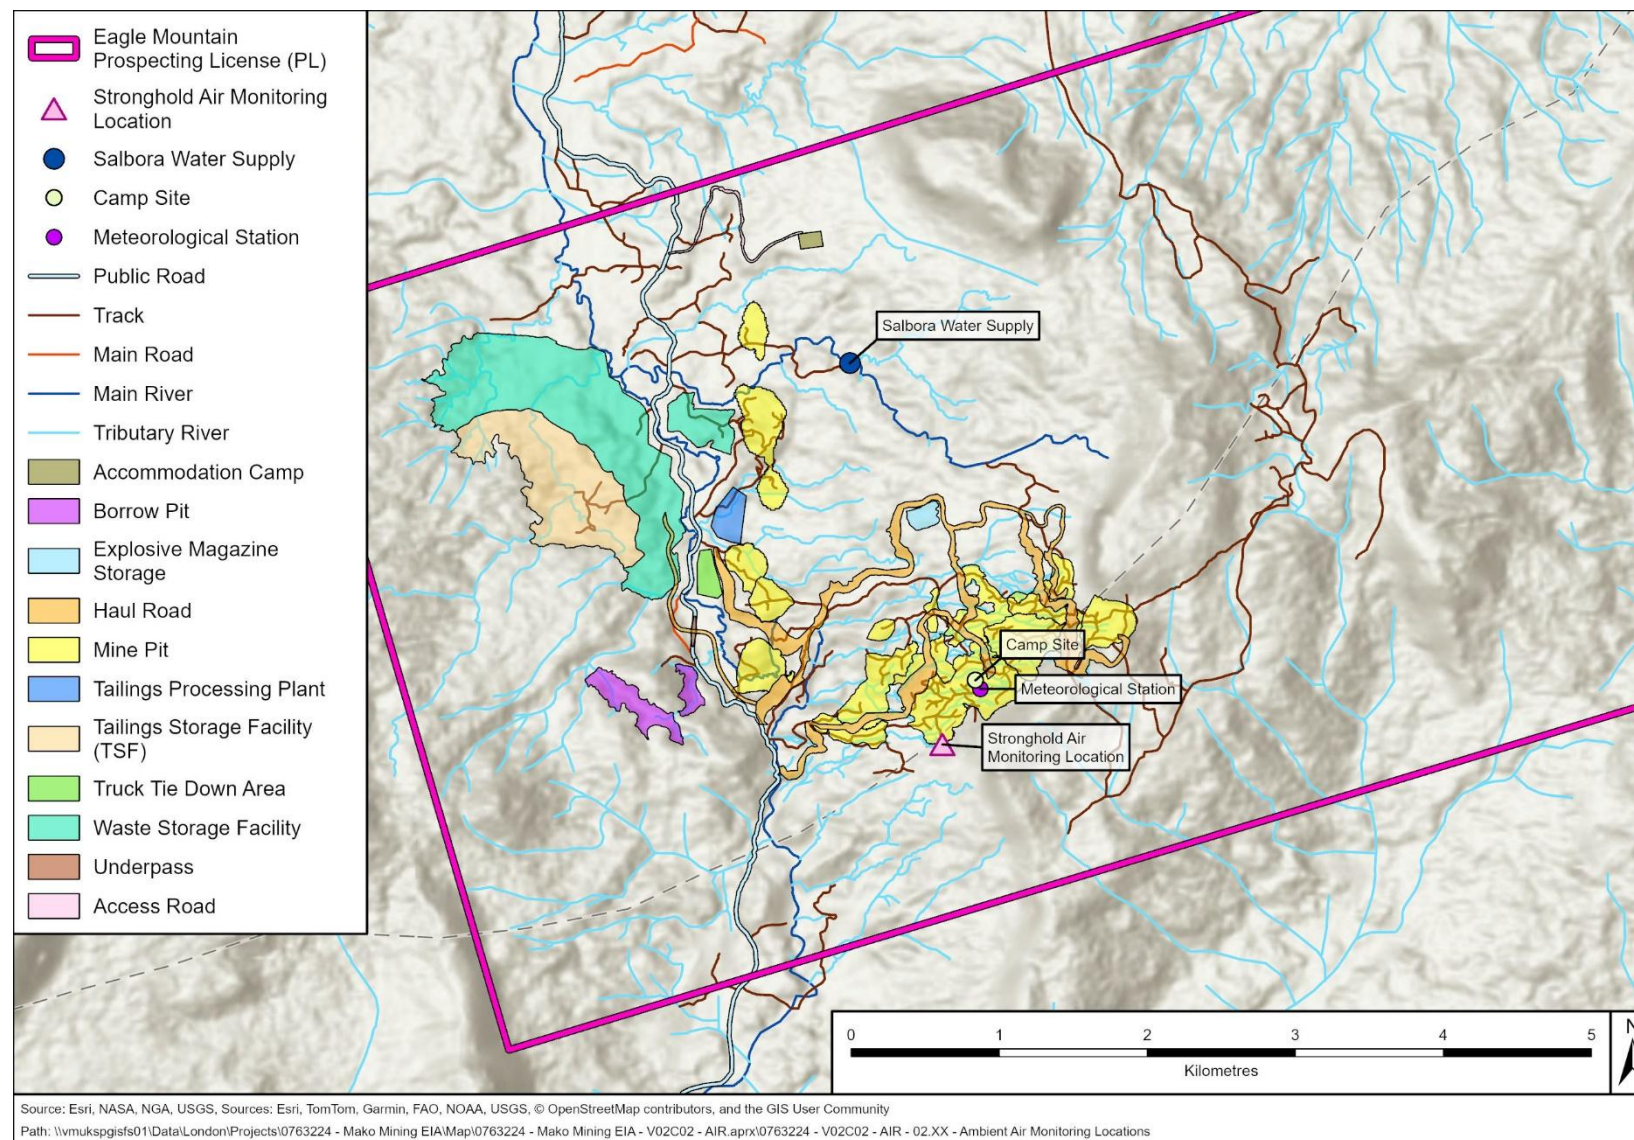 Eagle Mountain
Prospecting License (PL)
Stronghold Air Monitoring
Location
Salbora Water Supply
Camp Site
Meteorological Station
Public Road
Track
Main Road
Main River
Tributary River
Accommodation Camp
Borrow Pit
Explosive Magazine
Storage
Haul Road
Mine Pit
Tailings Processing Plant
Tailings Storage Facility
(TSF)
Truck Tie Down Area
Waste Storage Facility
Underpass
Access Road
Salbora Water Supply
Camp Site
Meteorological Station
Stronghold Air
Monitoring Location
0 1 2 3 4 5
Kilometres
N
Source: Esri, NASA, NGA, USGS, Sources: Esri, TomTom, Garmin, FAO, NOAA, USGS, © OpenStreetMap contributors, and the GIS User Community
Path: \\vmukspgisfs01\Data\London\Projects\0763224 - Mako Mining EIA\Map\0763224 - Mako Mining EIA - V02C02 - AIR.aprx\0763224 - V02C02 - AIR - 02.XX - Ambient Air Monitoring Locations